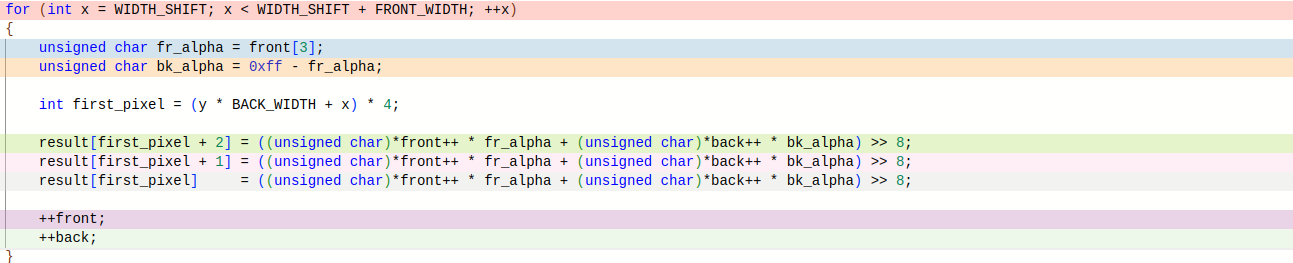 for (int x = WIDTH_SHIFT; x < WIDTH_SHIFT + FRONT_WIDTH; ++x)
{
    unsigned char fr_alpha = front[3];
    unsigned char bk_alpha = 0xff - fr_alpha;

    int first_pixel = (y * BACK_WIDTH + x) * 4;

    result[first_pixel + 2] = ((unsigned char)*front++ * fr_alpha + (unsigned char)*back++ * bk_alpha) >> 8;
    result[first_pixel + 1] = ((unsigned char)*front++ * fr_alpha + (unsigned char)*back++ * bk_alpha) >> 8;
    result[first_pixel]     = ((unsigned char)*front++ * fr_alpha + (unsigned char)*back++ * bk_alpha) >> 8;

    ++front;
    ++back;
}